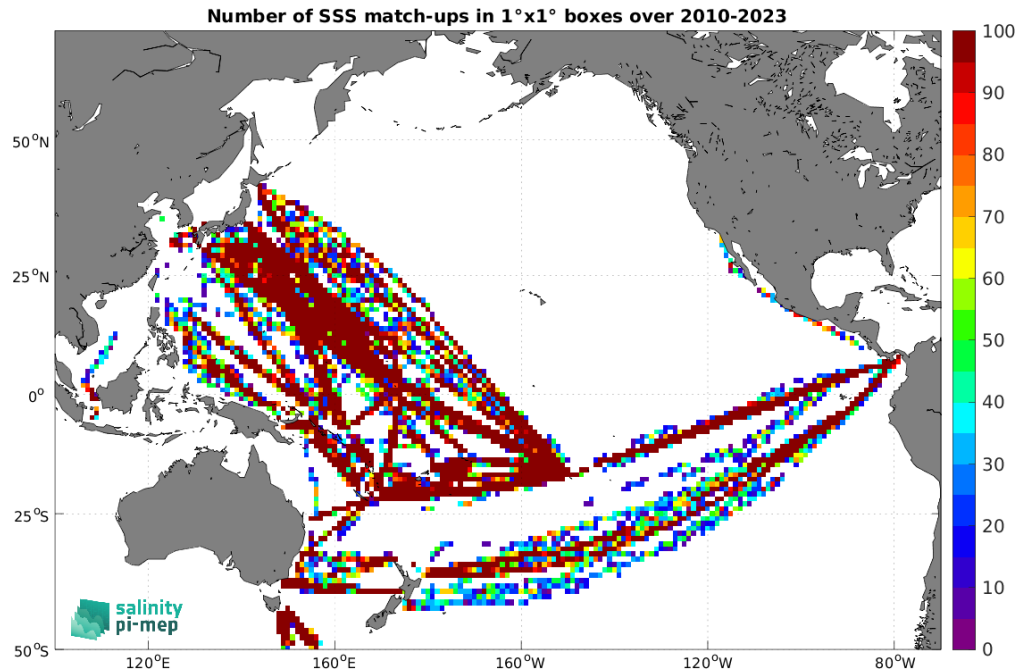 Number of SSS match-ups in 1°x1° boxes over 2010-2023
50°N
25°N
0°
25°S
50°S
120°E
160°E
160°W
120°W
80°W
100
90
80
70
60
50
40
30
20
10
0
salinity
pi-mep